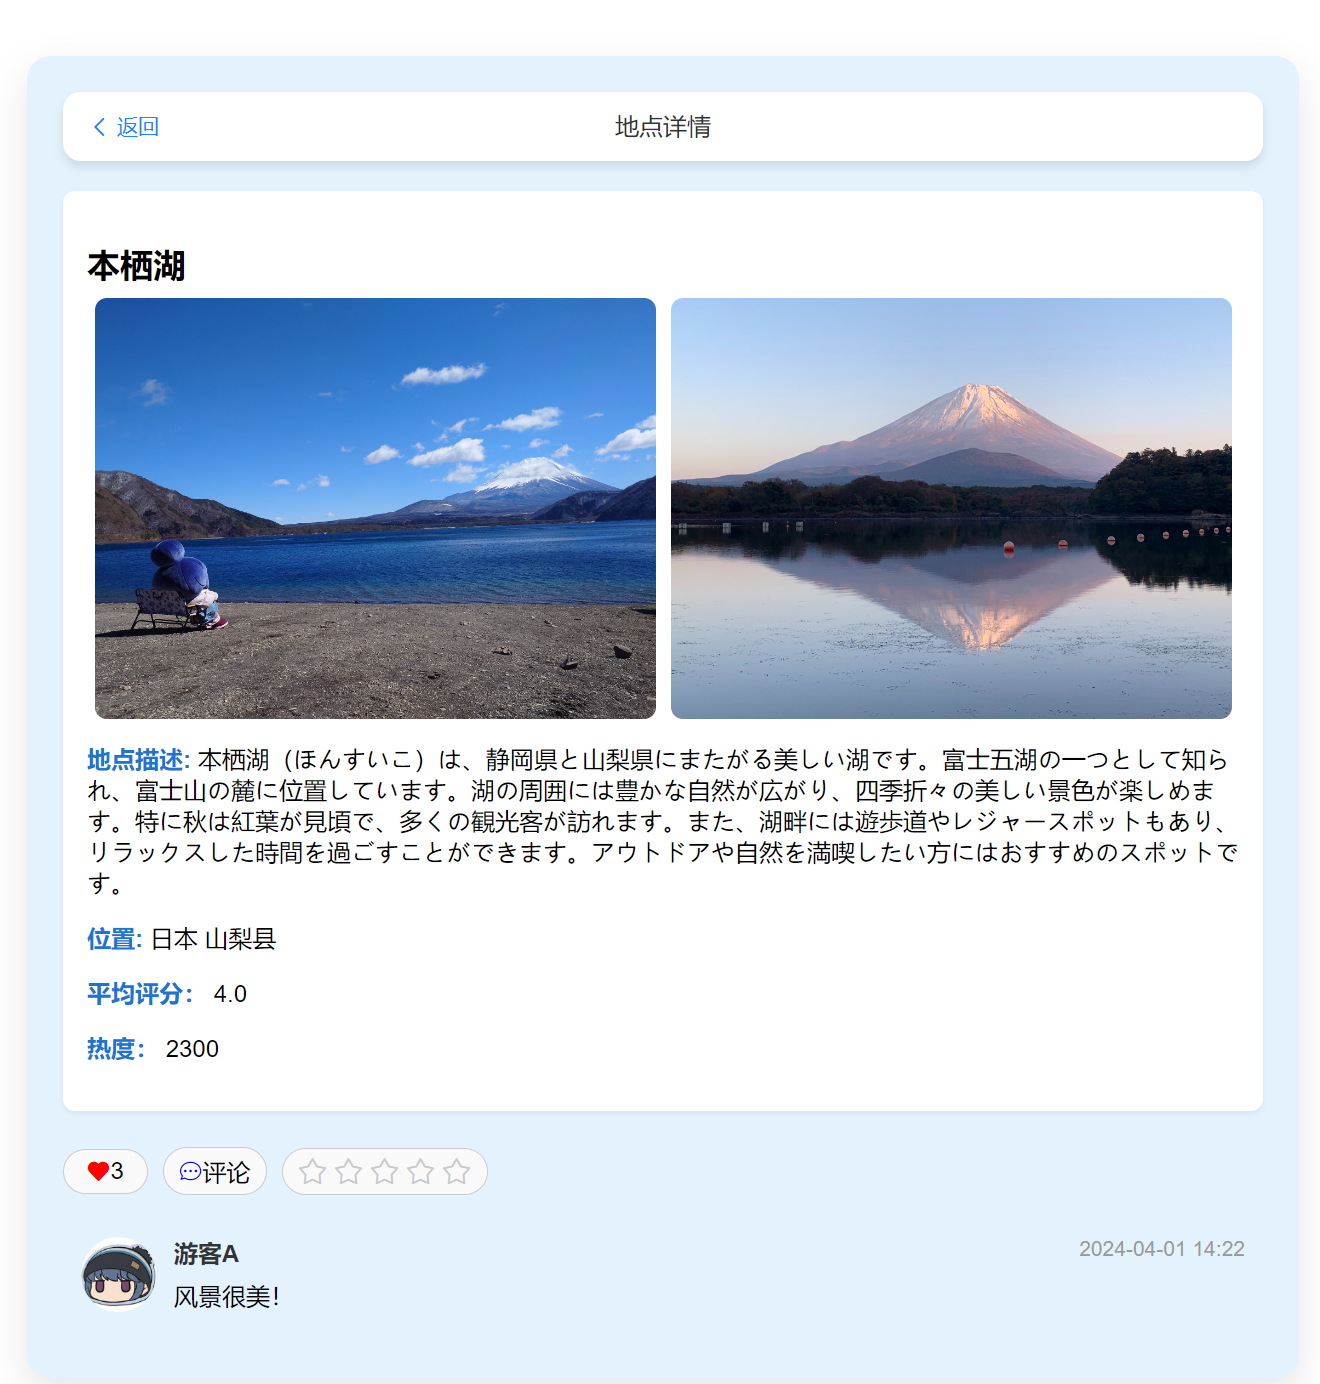 返回
地点详情
本栖湖
地点描述: 本栖湖（ほんすいこ）は、静岡県と山梨県にまたがる美しい湖です。富士五湖の一つとして知ら
れ、富士山の麓に位置しています。湖の周囲には豊かな自然が広がり、四季折々の美しい景色が楽しめま
す。特に秋は紅葉が見頃で、多くの観光客が訪れます。また、湖畔には遊歩道やレジャースポットもあり、
リラックスした時間を過ごすことができます。アウトドアや自然を満喫したい方にはおすすめのスポットで
す。
位置: 日本 山梨县
平均评分： 4.0
热度： 2300
3 评论
游客A 2024-04-01 14:22
风景很美！